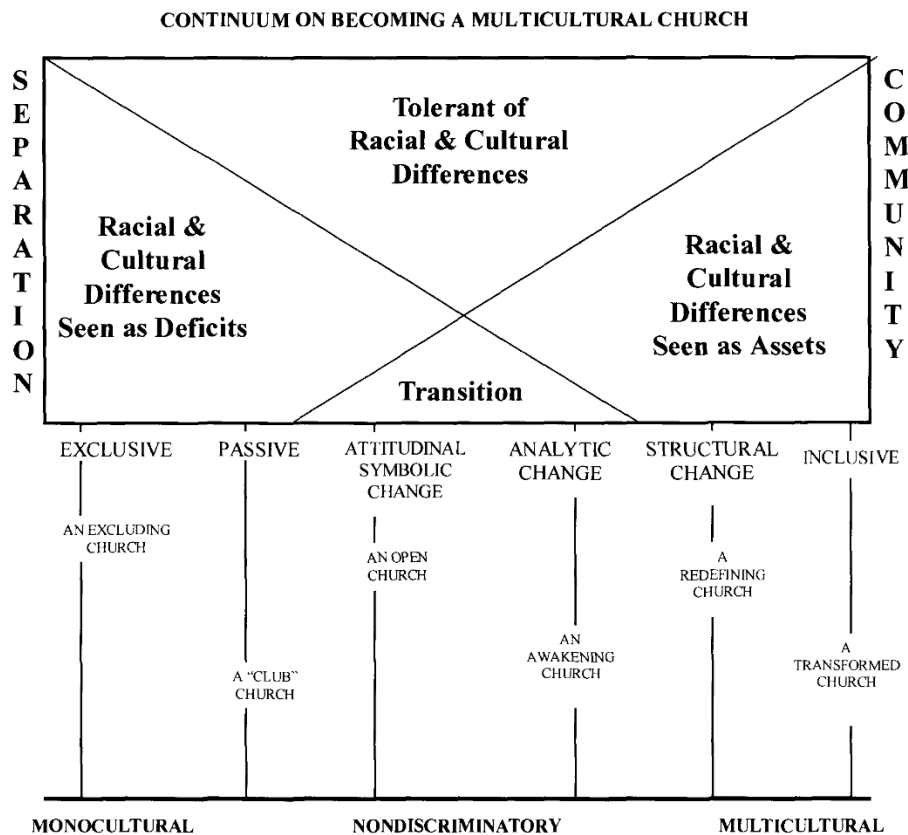 CONTINUUM ON BECOMING A MULTICULTURAL CHURCH
SEPARATION
COMMUNITY
Tolerant of
Racial & Cultural
Differences
Racial &
Cultural
Differences
Seen as Deficits
Racial &
Cultural
Differences
Seen as Assets
Transition
EXCLUSIVE
PASSIVE
ATTITUDINAL
SYMBOLIC
CHANGE
ANALYTIC
CHANGE
STRUCTURAL
CHANGE
INCLUSIVE
AN EXCLUDING
CHURCH
A "CLUB"
CHURCH
AN OPEN
CHURCH
AN
AWAKENING
CHURCH
A
REDEFINING
CHURCH
A
TRANSFORMED
CHURCH
MONOCULTURAL
NONDISCRIMINATORY
MULTICULTURAL